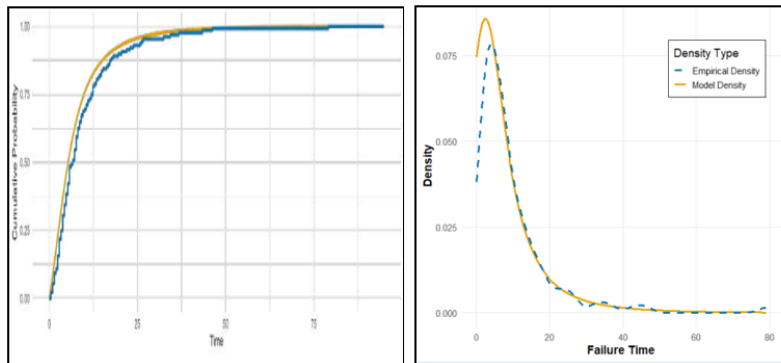 1.00
0.75
0.50
0.25
0.00
Cumulative Probability
0 25 50 75
Time
0.075
0.050
0.025
0.000
Density
0 20 40 60 80
Failure Time
Density Type
Empirical Density
Model Density